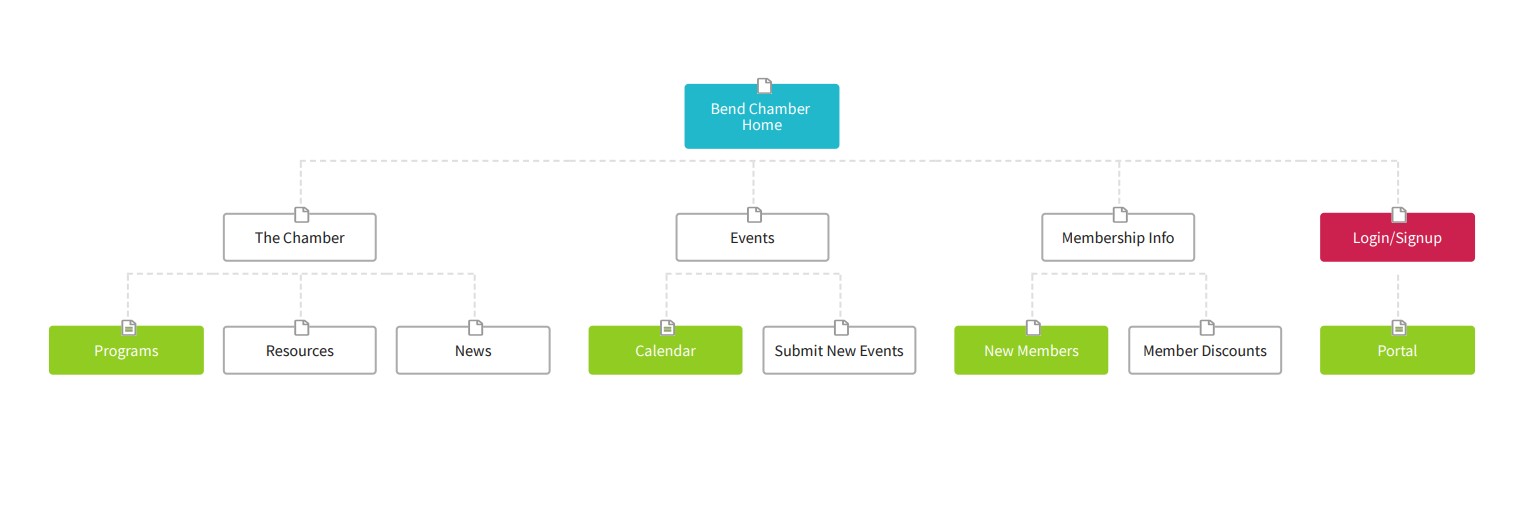 Bend Chamber
Home
The Chamber
Events
Membership Info
Login/Signup
Programs
Resources
News
Calendar
Submit New Events
New Members
Member Discounts
Portal